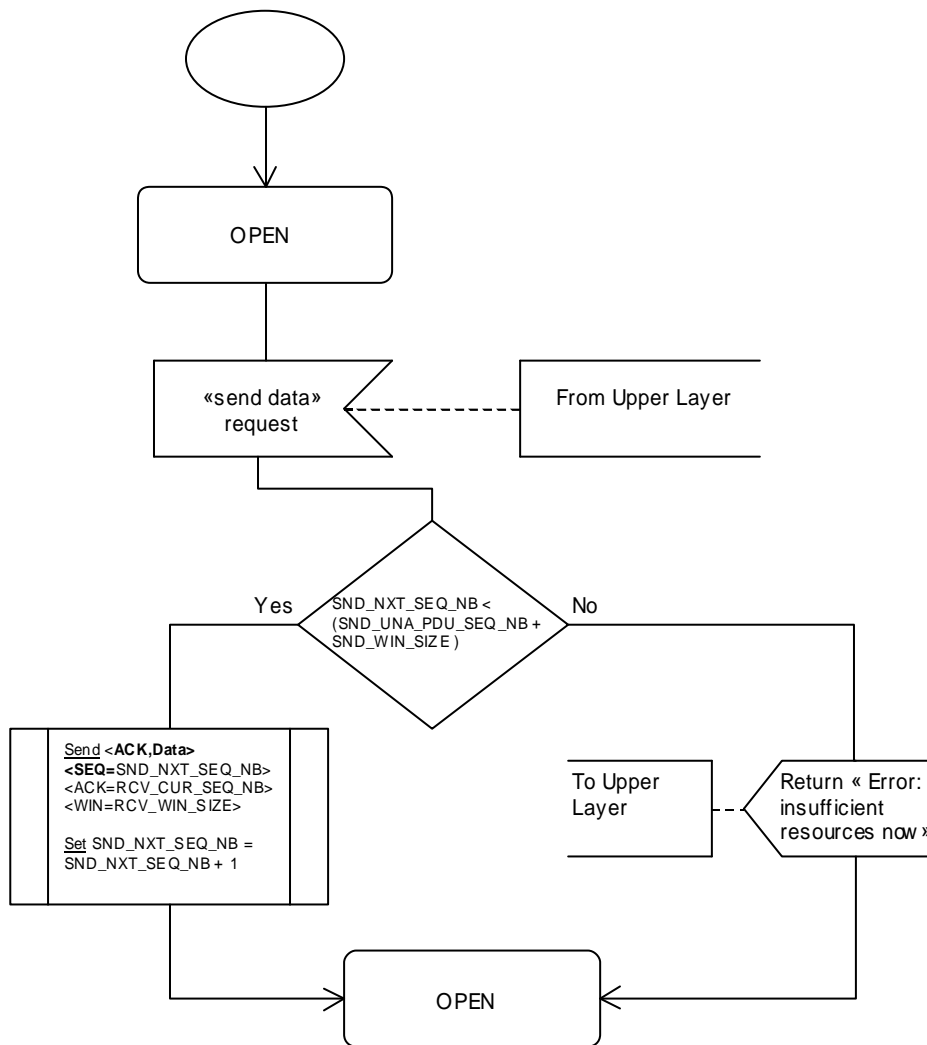 OPEN
«send data»
request
From Upper Layer
Yes
SND_NXT_SEQ_NB <
(SND_UNA_PDU_SEQ_NB +
SND_WIN_SIZE )
No
Send <ACK,Data>
<SEQ=SND_NXT_SEQ_NB>
<ACK=RCV_CUR_SEQ_NB>
<WIN=RCV_WIN_SIZE>
Set SND_NXT_SEQ_NB =
SND_NXT_SEQ_NB + 1
To Upper
Layer
Return « Error:
insufficient
resources now »
OPEN